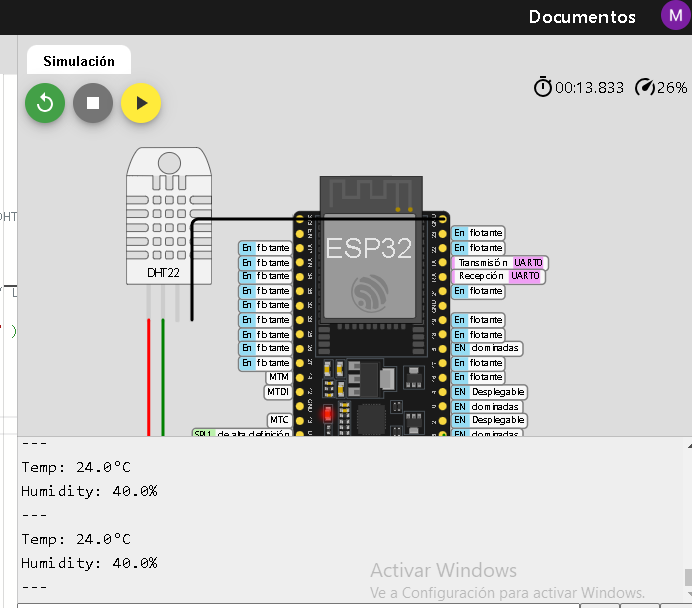 Documentos
M
Simulación
00:13.833
26%
DHT
DHT22
ESP32
En flotante
En flotante
En flotante
En flotante
En flotante
En flotante
En flotante
En flotante
En flotante
MTM
MTDI
MTC
SPI1 de alta definición
En flotante
En flotante
Transmisión UART0
Recepción UART0
En flotante
En flotante
En flotante
EN dominadas
En flotante
En flotante
EN Desplegable
EN dominadas
EN Desplegable
EN dominadas
---
Temp: 24.0°C
Humidity: 40.0%
---
Temp: 24.0°C
Humidity: 40.0%
---
Activar Windows
Ve a Configuración para activar Windows.